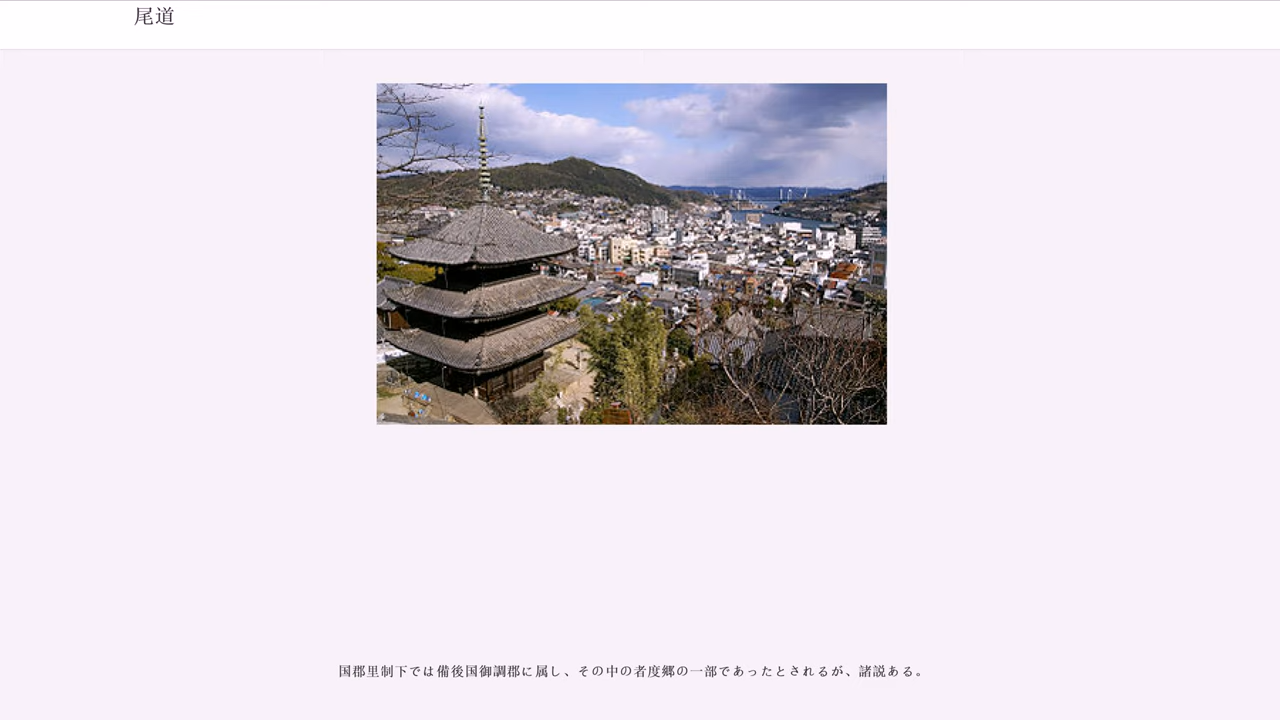 尾道
国郡里制下では備後国御調郡に属し、その中の者度郷の一部であったとされるが、諸説ある。